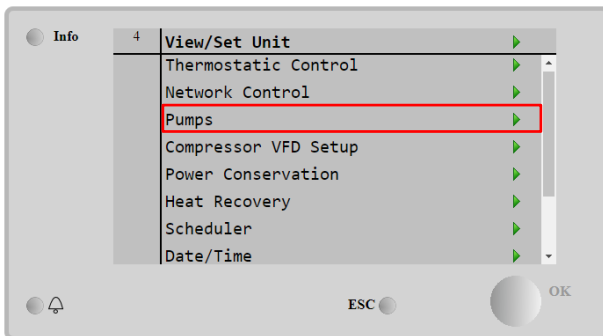 Info
4 View/Set Unit
Thermostatic Control
Network Control
Pumps
Compressor VFD Setup
Power Conservation
Heat Recovery
Scheduler
Date/Time
ESC
OK